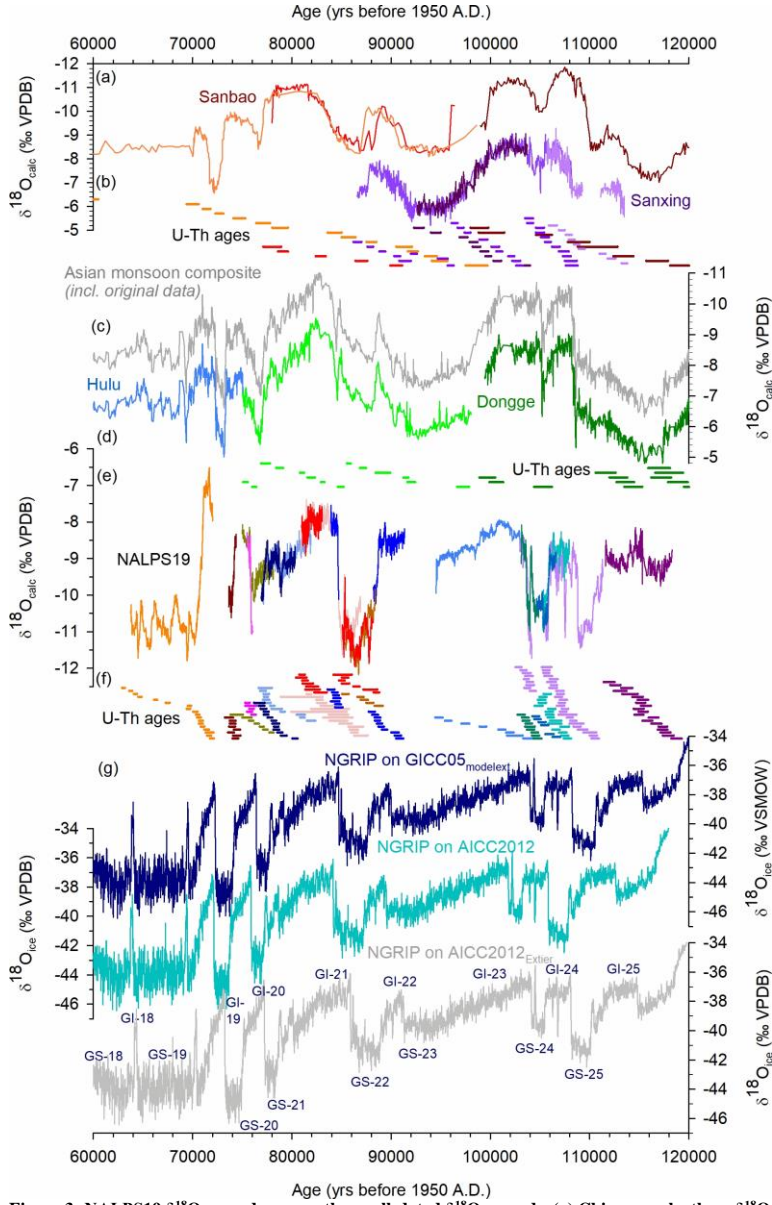 Age (yrs before 1950 A.D.)
60000 70000 80000 90000 100000 110000 120000
-12
-11
-10
-9
-8
-7
-6
-5
δ18Ocalc (‰ VPDB)
(a)
Sanbao
(b)
Sanxing
U-Th ages
Asian monsoon composite
(incl. original data)
-11
-10
-9
-8
-7
-6
-5
δ18Ocalc (‰ VPDB)
(c)
Hulu
Dongge
(d)
U-Th ages
-6
-7
-8
-9
-10
-11
-12
δ18Ocalc (‰ VPDB)
(e)
NALPS19
(f)
U-Th ages
(g)
NGRIP on GICC05modelext
-34
-36
-38
-40
-42
-44
-46
δ18Oice (‰ VSMOW)
NGRIP on AICC2012
-34
-36
-38
-40
-42
-44
-46
δ18Oice (‰ VPDB)
NGRIP on AICC2012Extier
-34
-36
-38
-40
-42
-44
-46
δ18Oice (‰ VPDB)
GI-18
GI-19
GI-20
GI-21
GI-22
GI-23
GI-24
GI-25
GS-18
GS-19
GS-20
GS-21
GS-22
GS-23
GS-24
GS-25
60000 70000 80000 90000 100000 110000 120000
Age (yrs before 1950 A.D.)